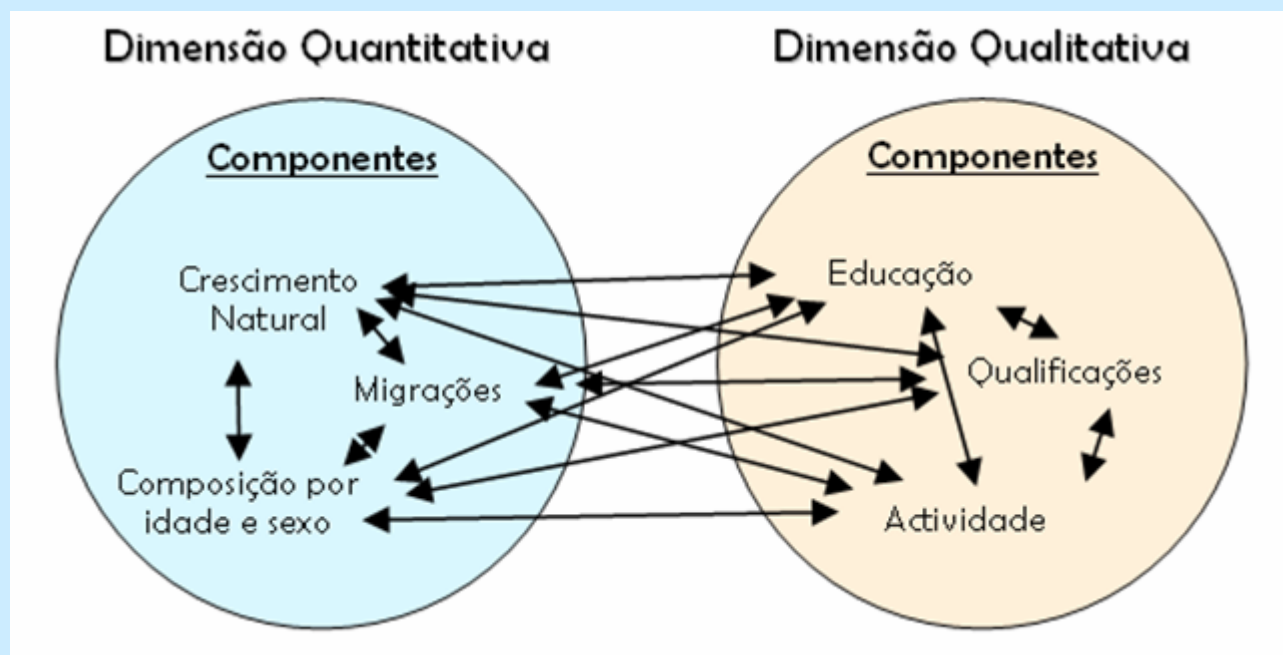 Dimensão Quantitativa
Componentes
Crescimento
Natural
Migrações
Composição por
idade e sexo
Dimensão Qualitativa
Componentes
Educação
Qualificações
Actividade